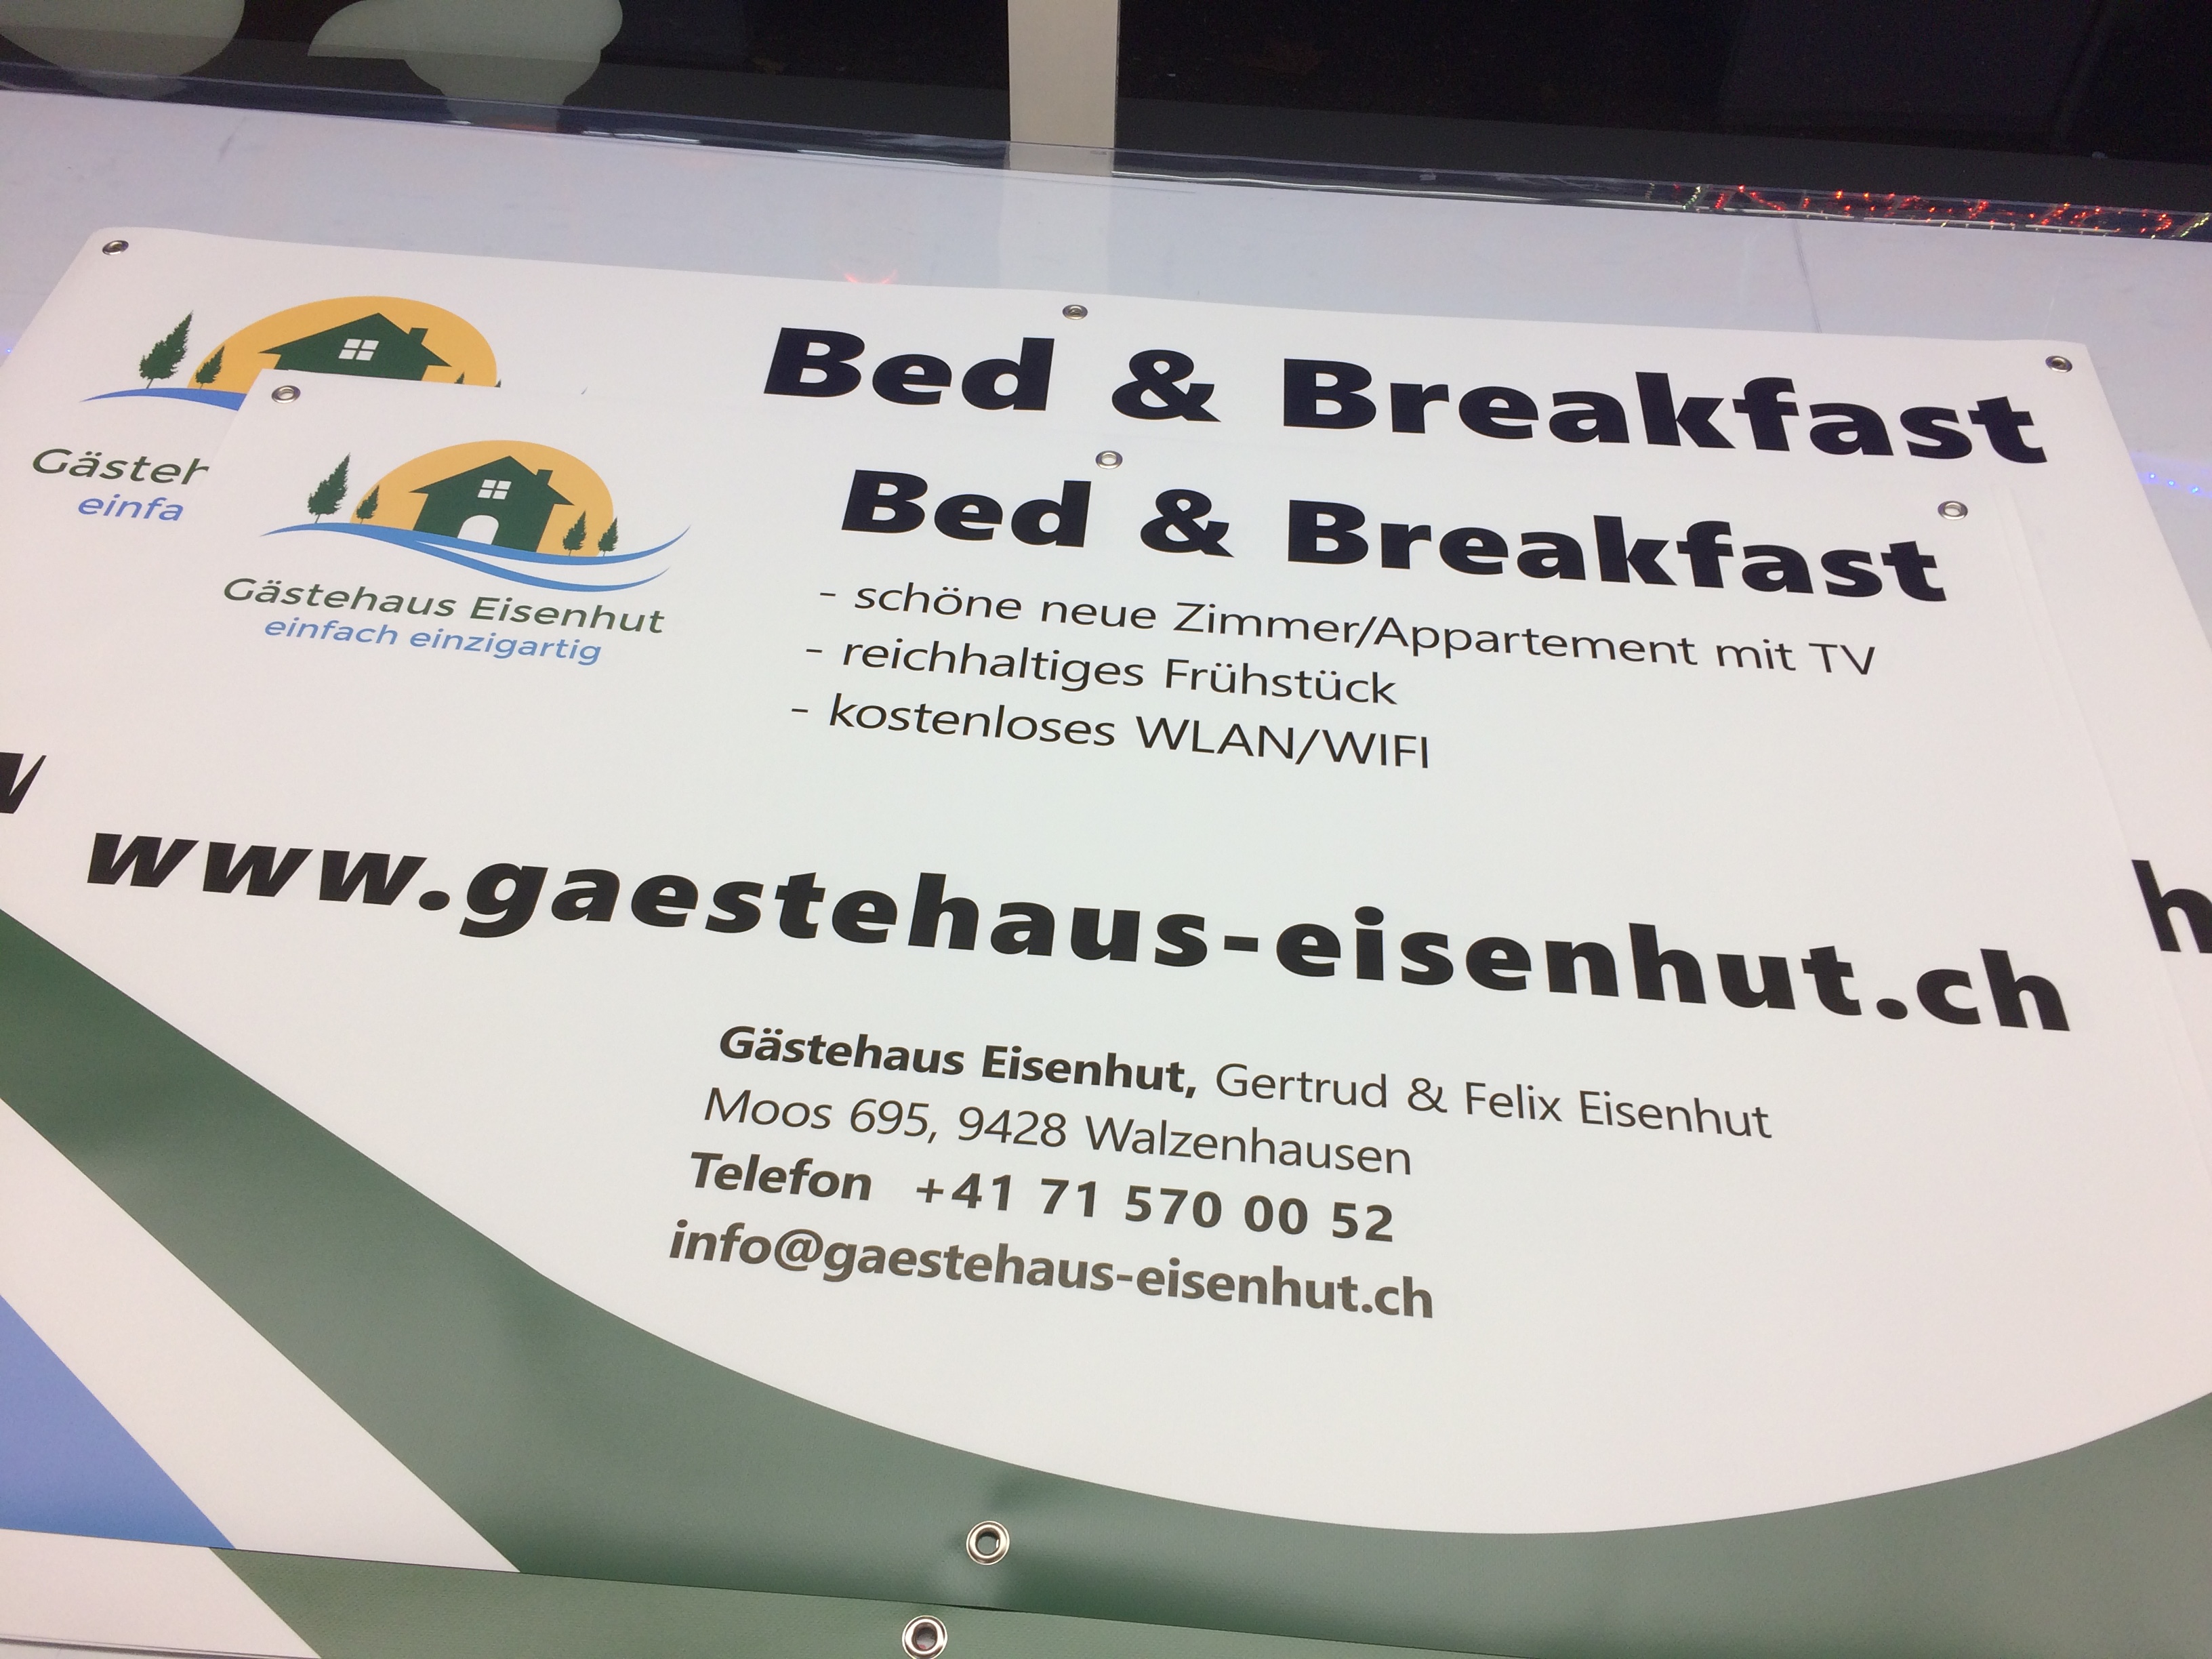 Bed & Breakfast
Gästeh
einfa
Bed & Breakfast
Gästehaus Eisenhut
einfach einzigartig
- schöne neue Zimmer/Appartement mit TV
- reichhaltiges Frühstück
- kostenloses WLAN/WIFI
w
h
www.gaestehaus-eisenhut.ch
Gästehaus Eisenhut, Gertrud & Felix Eisenhut
Moos 695, 9428 Walzenhausen
Telefon +41 71 570 00 52
info@gaestehaus-eisenhut.ch